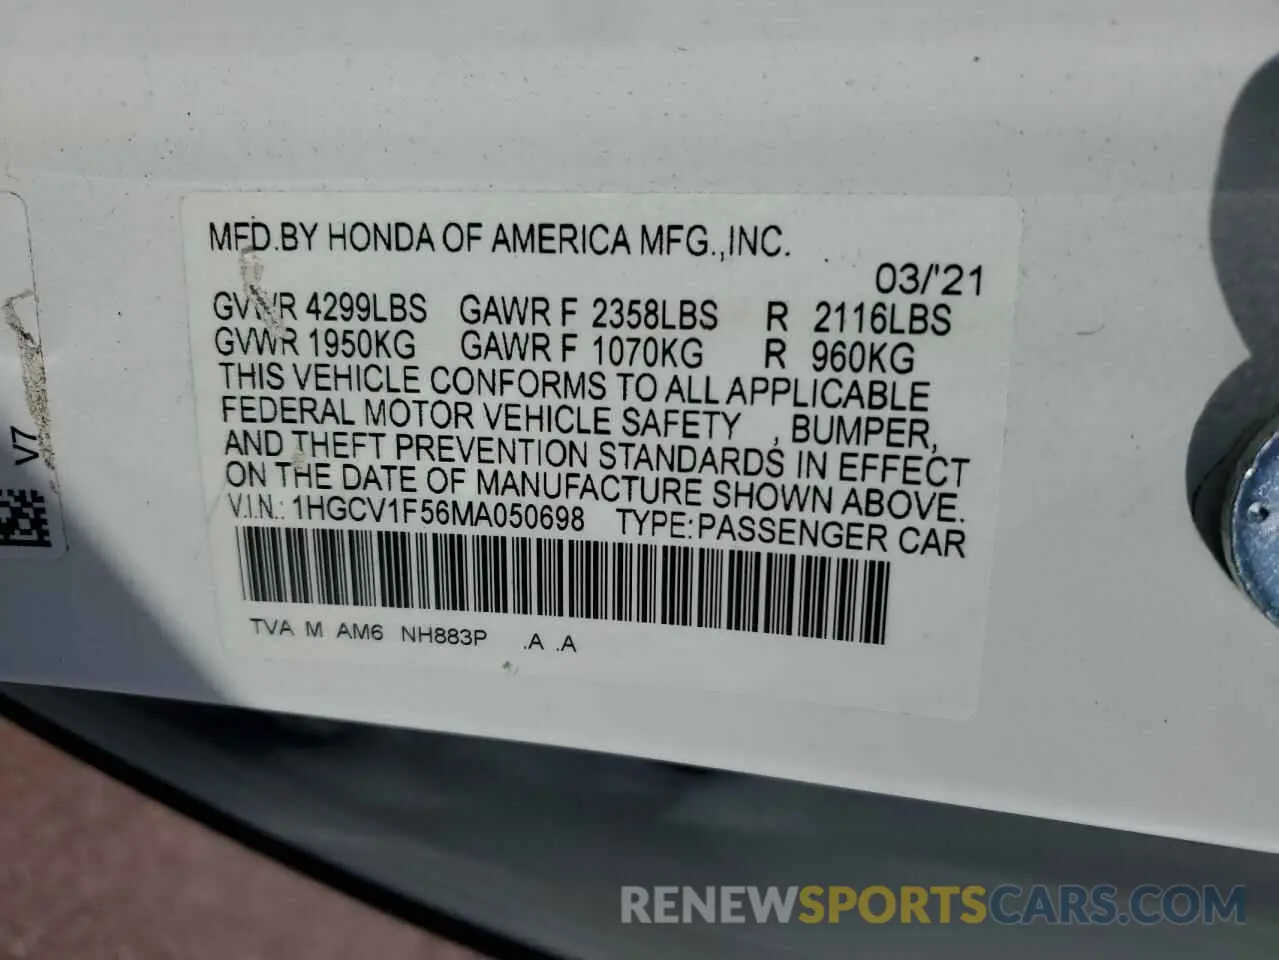 MFD.BY HONDA OF AMERICA MFG.,INC.
03/'21
GVWR 4299LBS GAWR F 2358LBS R 2116LBS
GVWR 1950KG GAWR F 1070KG R 960KG
THIS VEHICLE CONFORMS TO ALL APPLICABLE
FEDERAL MOTOR VEHICLE SAFETY , BUMPER,
AND THEFT PREVENTION STANDARDS IN EFFECT
ON THE DATE OF MANUFACTURE SHOWN ABOVE.
V.I.N.: 1HGCV1F56MA050698 TYPE:PASSENGER CAR
TVA M AM6 NH883P .A .A
V7
RENEWSPORTSCARS.COM